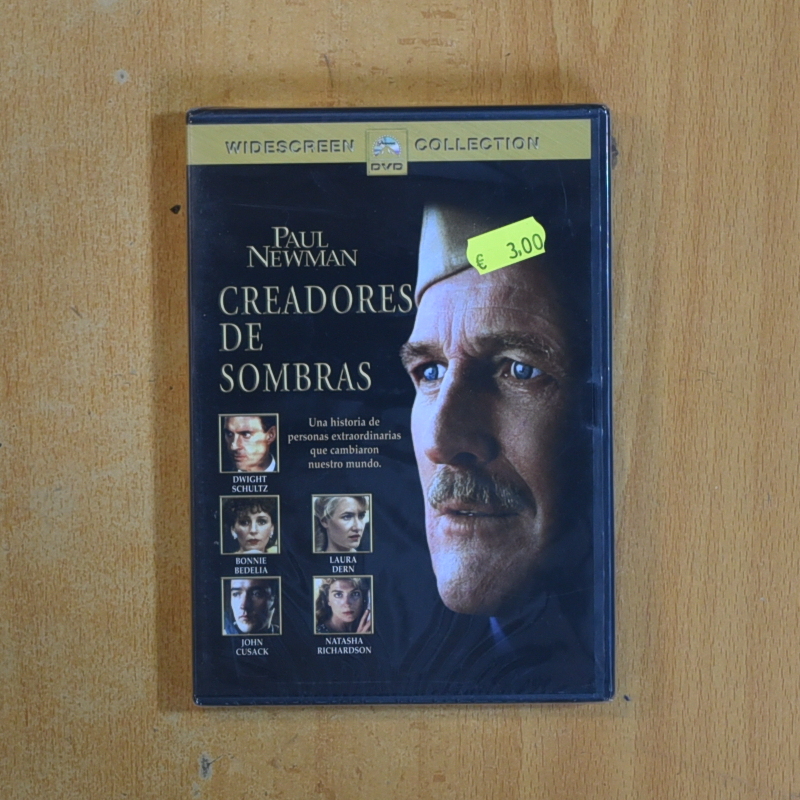 WIDESCREEN DVD COLLECTION
€ 3,00
PAUL
NEWMAN
CREADORES
DE
SOMBRAS
Una historia de
personas extraordinarias
que cambiaron
nuestro mundo.
DWIGHT
SCHULTZ
BONNIE
BEDELIA
LAURA
DERN
JOHN
CUSACK
NATASHA
RICHARDSON